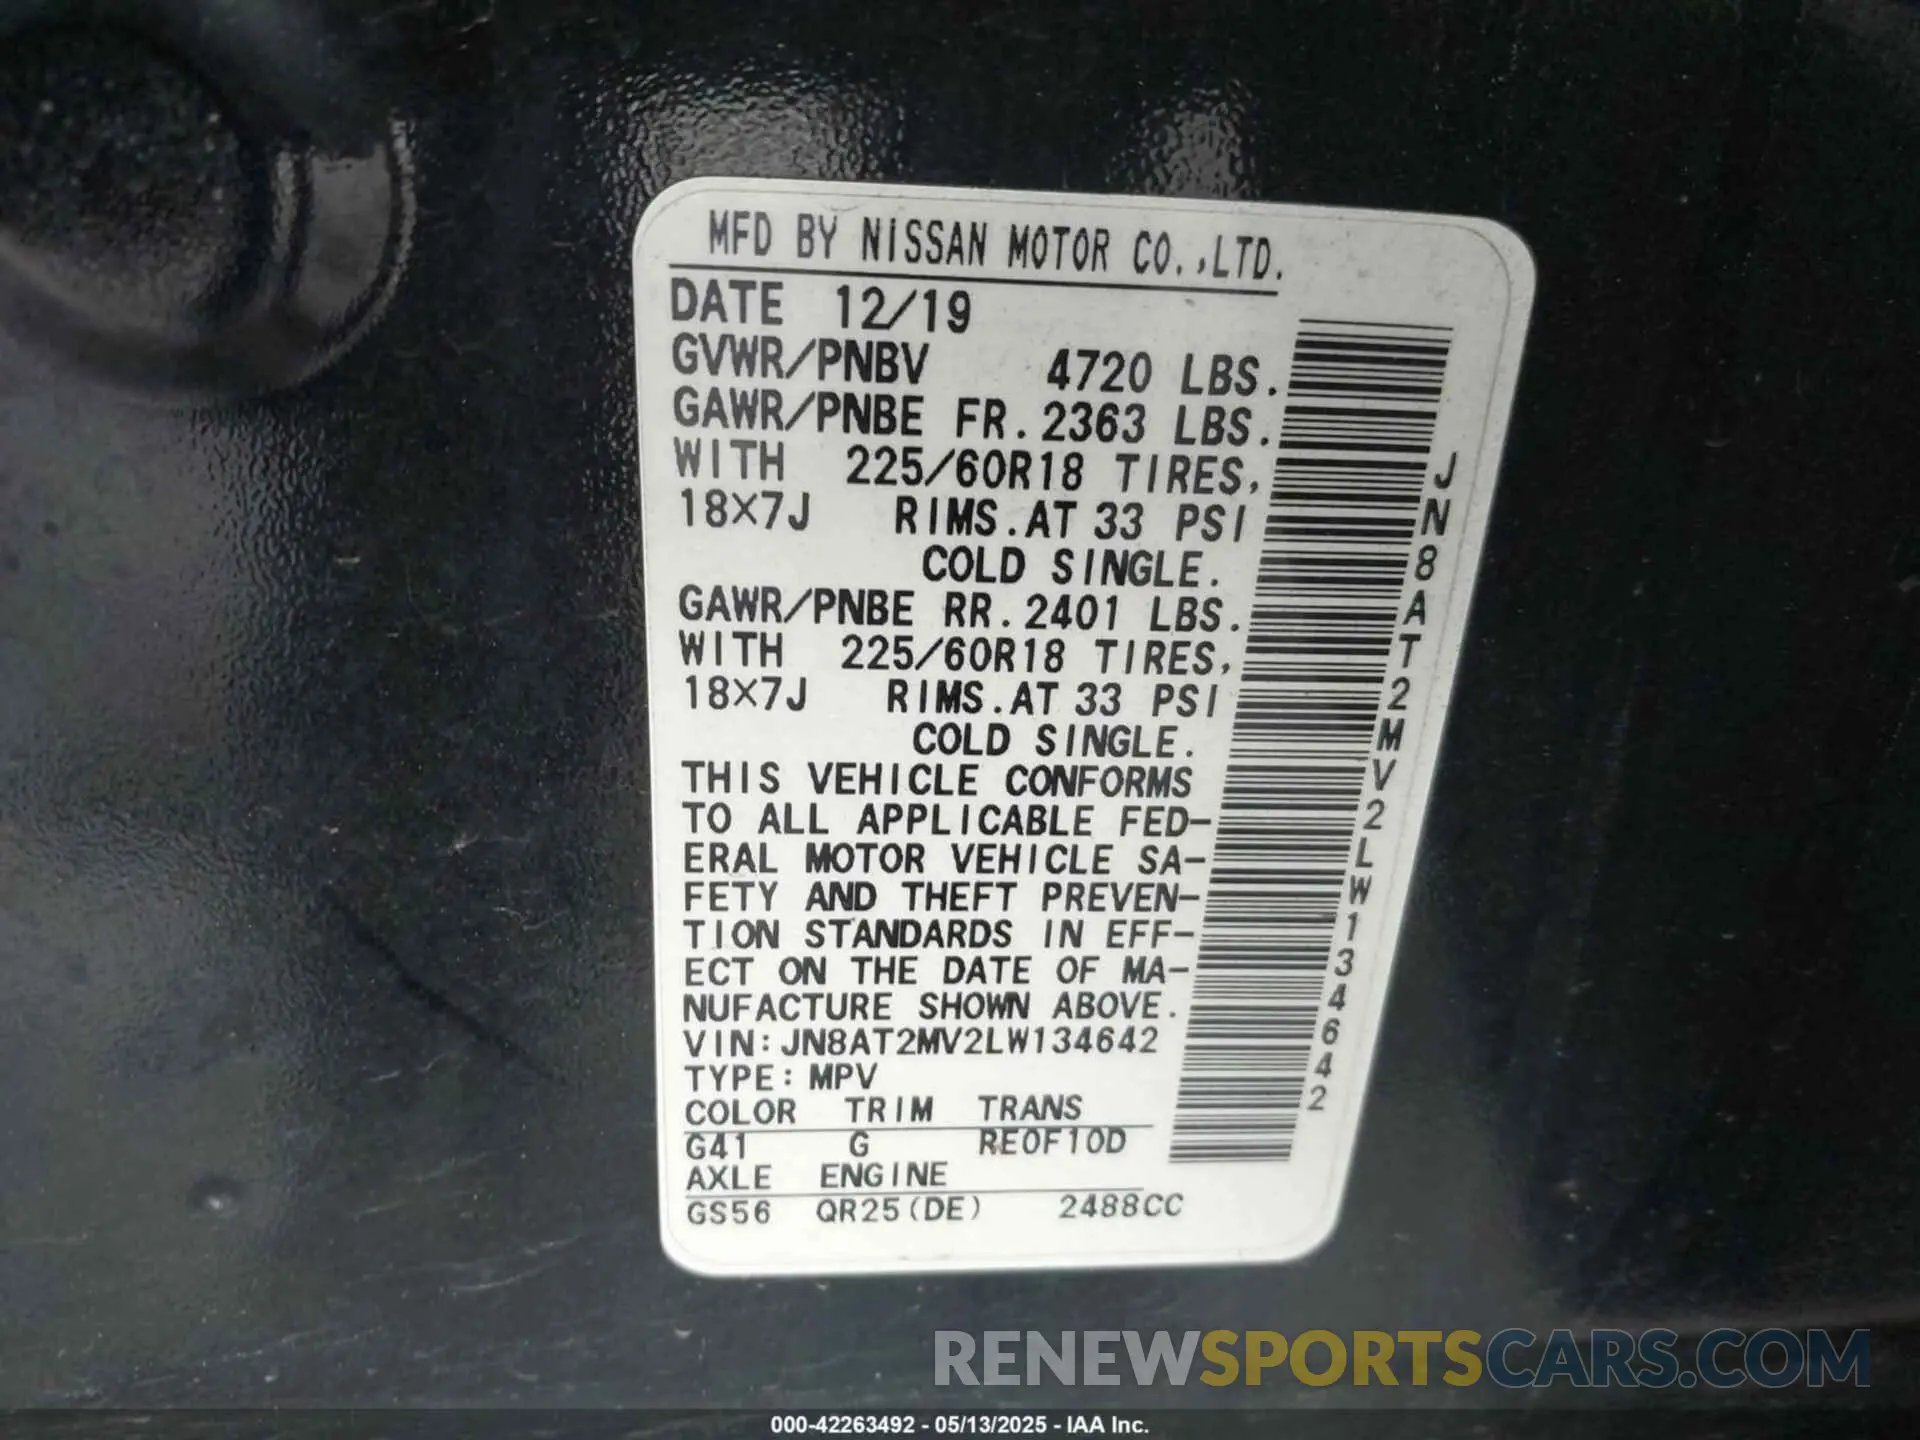 MFD BY NISSAN MOTOR CO.,LTD.
DATE 12/19
GVWR/PNBV 4720 LBS.
GAWR/PNBE FR.2363 LBS.
WITH 225/60R18 TIRES,
18X7J RIMS.AT 33 PSI
COLD SINGLE.
GAWR/PNBE RR.2401 LBS.
WITH 225/60R18 TIRES,
18X7J RIMS.AT 33 PSI
COLD SINGLE.
THIS VEHICLE CONFORMS
TO ALL APPLICABLE FED-
ERAL MOTOR VEHICLE SA-
FETY AND THEFT PREVEN-
TION STANDARDS IN EFF-
ECT ON THE DATE OF MA-
NUFACTURE SHOWN ABOVE.
VIN:JN8AT2MV2LW134642
TYPE:MPV
COLOR TRIM TRANS
G41 G RE0F10D
AXLE ENGINE
GS56 QR25(DE) 2488CC
JN8AT2MV2LW134642
RENEWSPORTSCARS.COM
000-42263492 - 05/13/2025 - IAA Inc.